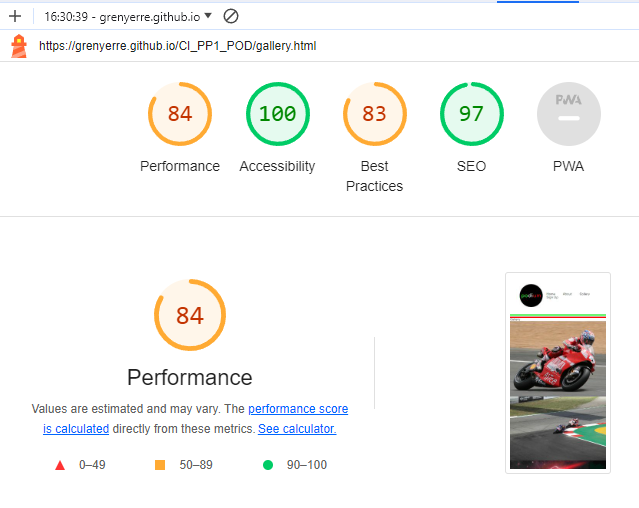 16:30:39 - grenyerre.github.io
https://grenyerre.github.io/CI_PP1_POD/gallery.html
84
100
83
97
PWA
Performance
Accessibility
Best
Practices
SEO
PWA
84
Performance
Values are estimated and may vary. The performance score
is calculated directly from these metrics. See calculator.
0–49
50–89
90–100